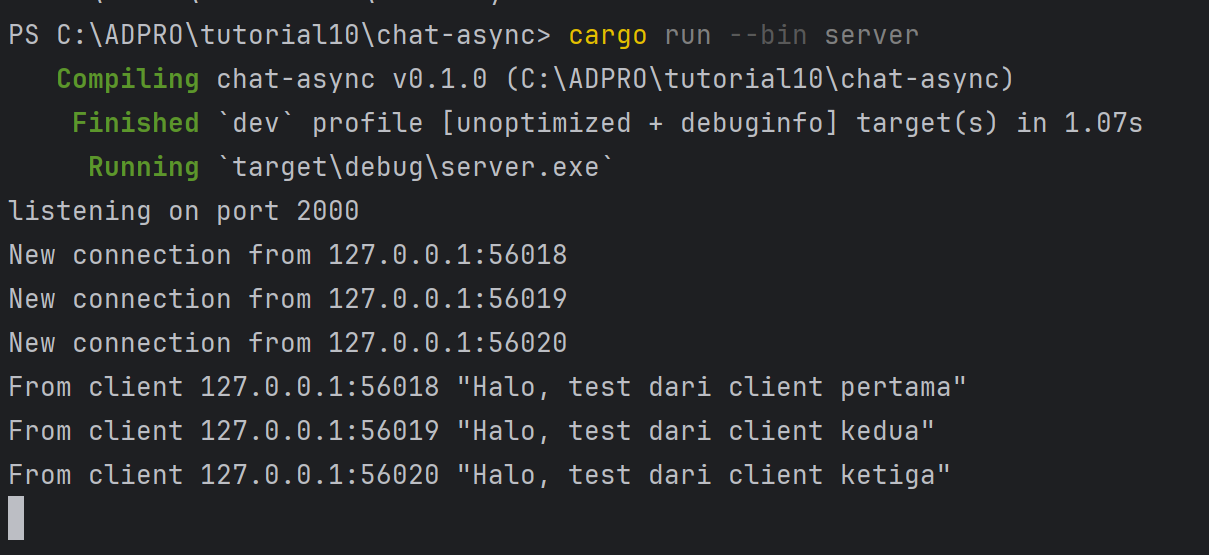 PS C:\ADPRO\tutorial10\chat-async> cargo run --bin server
Compiling chat-async v0.1.0 (C:\ADPRO\tutorial10\chat-async)
Finished `dev` profile [unoptimized + debuginfo] target(s) in 1.07s
Running `target\debug\server.exe`
listening on port 2000
New connection from 127.0.0.1:56018
New connection from 127.0.0.1:56019
New connection from 127.0.0.1:56020
From client 127.0.0.1:56018 "Halo, test dari client pertama"
From client 127.0.0.1:56019 "Halo, test dari client kedua"
From client 127.0.0.1:56020 "Halo, test dari client ketiga"